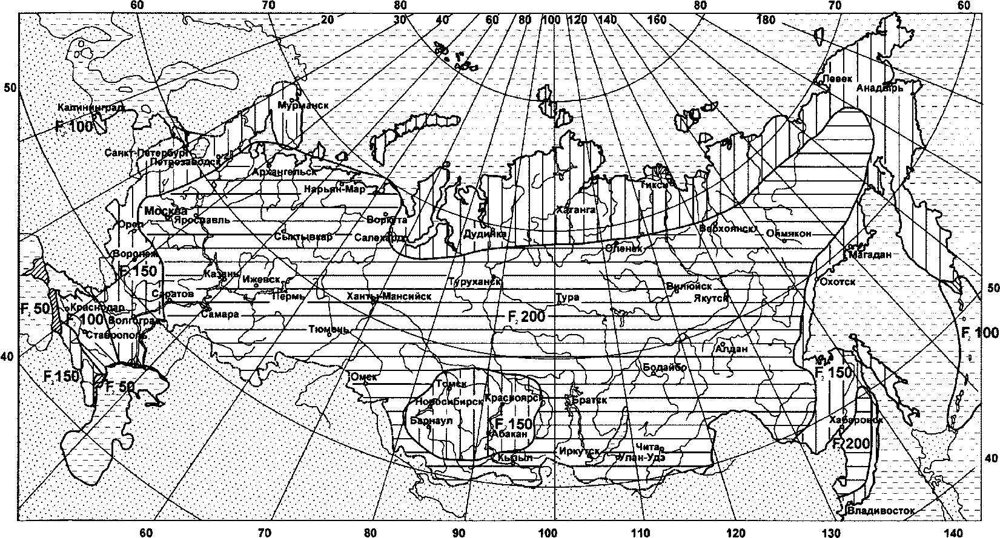 60 70 80 80 70 60
20 30 40 60 80 100 120 140 160 180
50
Певек
Анадырь
Калининград
Мурманск
F₂ 100
Санкт-Петербург
Петрозаводск
Архангельск
Нарьян-Мар
Тикси
Хатанга
Москва
Ярославль
Воркута
Орел
Сыктывкар
Салехард
Дудинка
Верхоянск
Оймякон
Оленек
Магадан
Воронеж
F₂ 150
Казань
Ижевск
Туруханск
Охотск
Вилюйск
50
Саратов
Пермь
Ханты-Мансийск
Тура
Якутск
F₂ 50
Краснодар
Самара
F₂ 100
Волгоград
F₂ 200
Ставрополь
Тюмень
F₂ 100
Алдан
40
Бодайбо
F₂ 150
F₂ 150
Омск
F₂ 50
Томск
Новосибирск
Красноярск
Братск
Барнаул
F₂ 150
Хабаровск
Абакан
F₂ 200
Иркутск
Чита
Кызыл
Улан-Удэ
40
Владивосток
60 70 80 90 100 110 120 130 140